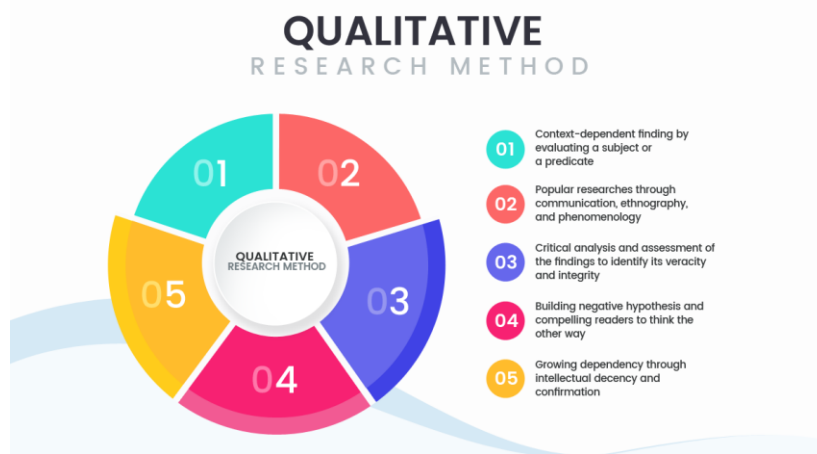 QUALITATIVE
RESEARCH METHOD
01
02
03
04
05
QUALITATIVE
RESEARCH METHOD
01
Context-dependent finding by
evaluating a subject or
a predicate
02
Popular researches through
communication, ethnography,
and phenomenology
03
Critical analysis and assessment of
the findings to identify its veracity
and integrity
04
Building negative hypothesis and
compelling readers to think the
other way
05
Growing dependency through
intellectual decency and
confirmation